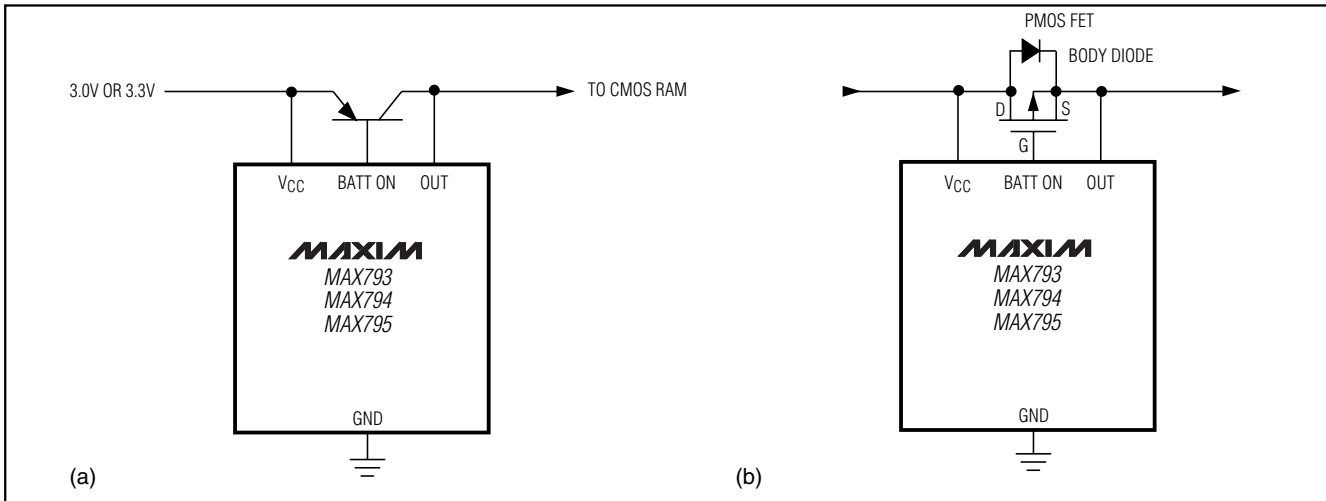 3.0V OR 3.3V
TO CMOS RAM
VCC BATT ON OUT
MAXIM
MAX793
MAX794
MAX795
GND
(a)
PMOS FET
BODY DIODE
D S
G
VCC BATT ON OUT
MAXIM
MAX793
MAX794
MAX795
GND
(b)